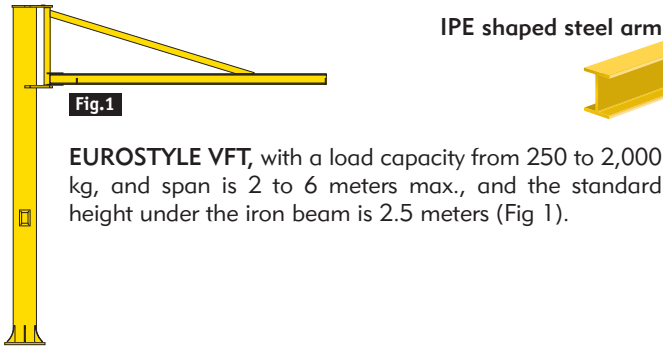 IPE shaped steel arm
Fig.1
EUROSTYLE VFT, with a load capacity from 250 to 2,000
kg, and span is 2 to 6 meters max., and the standard
height under the iron beam is 2.5 meters (Fig 1).